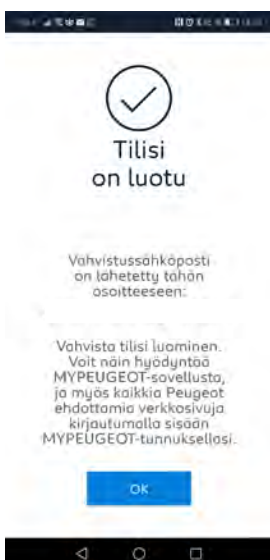 Tilisi
on luotu
Vahvistussähköposti
on lähetetty tähän
osoitteeseen:
Vahvista tilisi luominen.
Voit näin hyödyntää
MYPEUGEOT-sovellusta,
ja myös kaikkia Peugeot
ehdottamia verkkosivuja
kirjautumalla sisään
MYPEUGEOT-tunnuksellasi.
OK